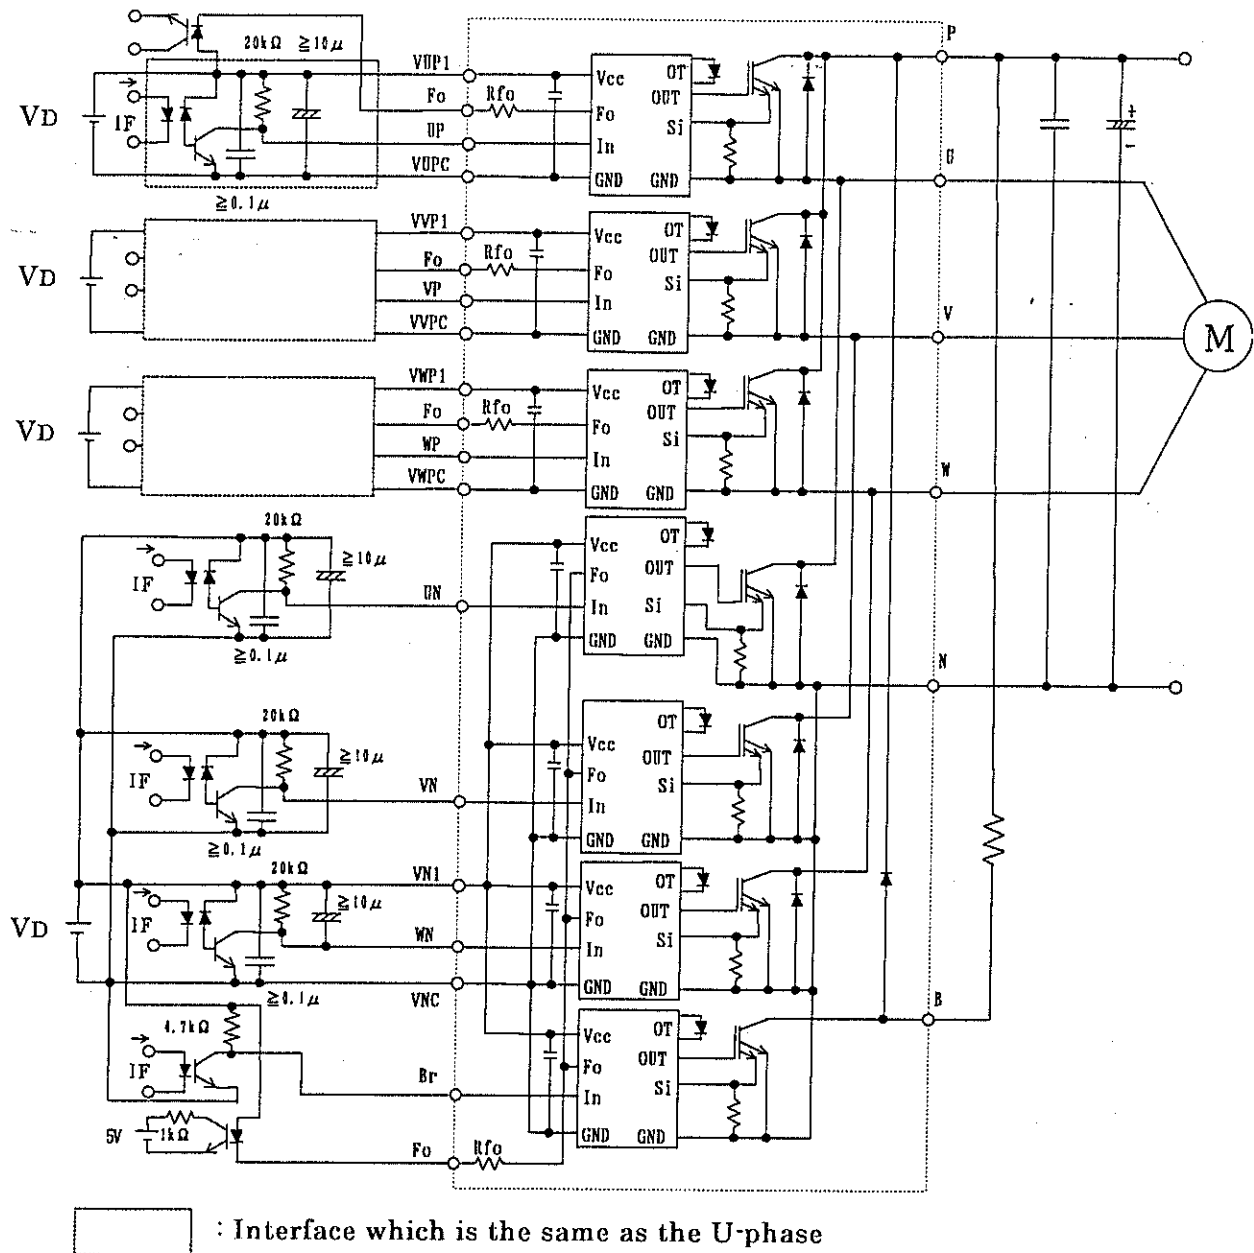 20kΩ ≧10μ
P
VUP1
Vcc
OT
VD
IF
Fo
Rfo
Fo
OUT
UP
Si
In
VUPC
GND GND
U
≧0.1μ
VVP1
Vcc
OT
OUT
VD
Fo
Rfo
Fo
VP
Si
In
VVPC
GND GND
V
M
VWP1
Vcc
OT
VD
Fo
Rfo
Fo
OUT
WP
Si
In
VWPC
GND GND
W
20kΩ
≧10μ
IF
Vcc
OT
Fo
OUT
UN
In
Si
GND GND
≧0.1μ
N
20kΩ
≧10μ
IF
OT
Vcc
OUT
Fo
Si
VN
In
GND GND
≧0.1μ
20kΩ
VN1
Vcc
OT
≧10μ
VD
IF
Fo
OUT
WN
In
Si
VNC
GND GND
≧0.1μ
B
4.7kΩ
Vcc
OT
IF
Fo
OUT
Br
In
Si
5V
1kΩ
GND GND
Fo
Rfo
: Interface which is the same as the U-phase